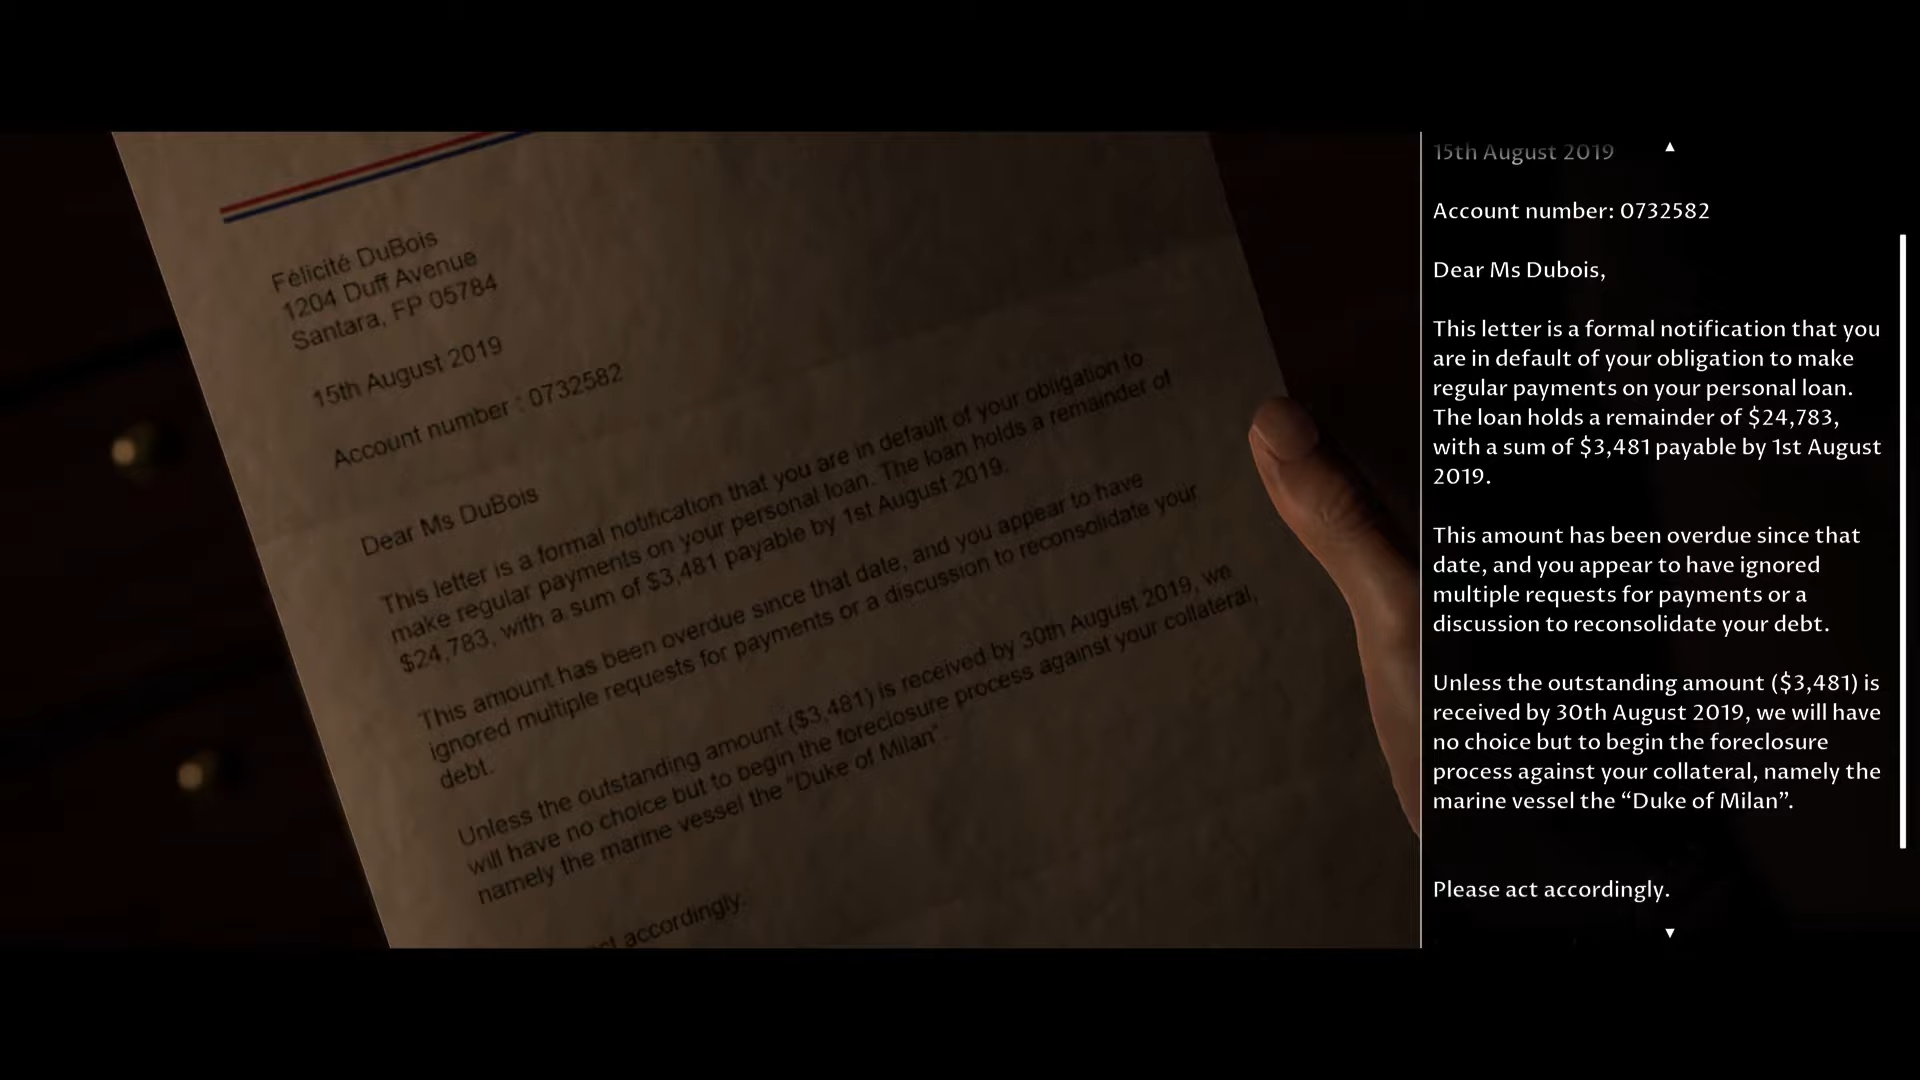 Félicité DuBois
1204 Duff Avenue
Santara, FP 05784
15th August 2019
Account number : 0732582
Dear Ms DuBois
This letter is a formal notification that you are in default of your obligation to
make regular payments on your personal loan. The loan holds a remainder of
$24,783, with a sum of $3,481 payable by 1st August 2019.
This amount has been overdue since that date, and you appear to have
ignored multiple requests for payments or a discussion to reconsolidate your
debt.
Unless the outstanding amount ($3,481) is received by 30th August 2019, we
will have no choice but to begin the foreclosure process against your collateral,
namely the marine vessel the "Duke of Milan".
accordingly.
15th August 2019
Account number: 0732582
Dear Ms Dubois,
This letter is a formal notification that you
are in default of your obligation to make
regular payments on your personal loan.
The loan holds a remainder of $24,783,
with a sum of $3,481 payable by 1st August
2019.
This amount has been overdue since that
date, and you appear to have ignored
multiple requests for payments or a
discussion to reconsolidate your debt.
Unless the outstanding amount ($3,481) is
received by 30th August 2019, we will have
no choice but to begin the foreclosure
process against your collateral, namely the
marine vessel the “Duke of Milan”.
Please act accordingly.